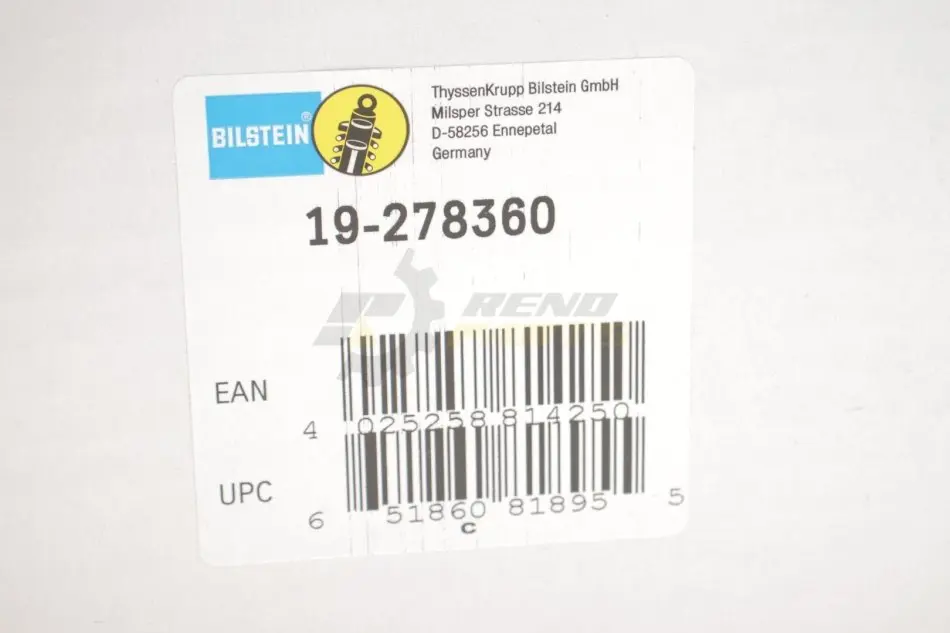 BILSTEIN®
ThyssenKrupp Bilstein GmbH
Milsper Strasse 214
D-58256 Ennepetal
Germany
19-278360
RENO
EAN
4 025258 814250
UPC
6 51860 81895 5
C